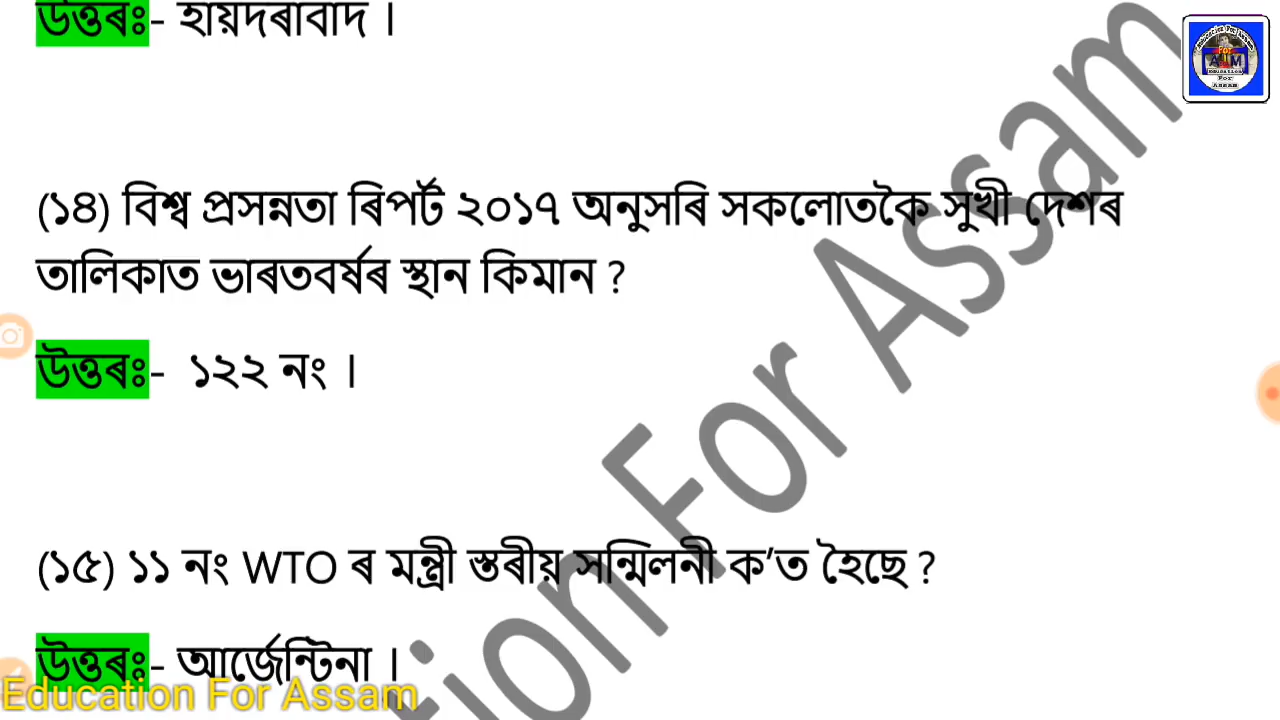 উত্তৰঃ- হায়দৰাবাদ ।
(১৪) বিশ্ব প্ৰসন্নতা ৰিপৰ্ট ২০১৭ অনুসৰি সকলোতকৈ সুখী দেশৰ
তালিকাত ভাৰতবৰ্ষৰ স্থান কিমান ?
উত্তৰঃ- ১২২ নং ।
(১৫) ১১ নং WTO ৰ মন্ত্ৰী স্তৰীয় সন্মিলনী ক’ত হৈছে ?
উত্তৰঃ- আৰ্জেন্টিনা ।
Education For Assam
tion For Assam